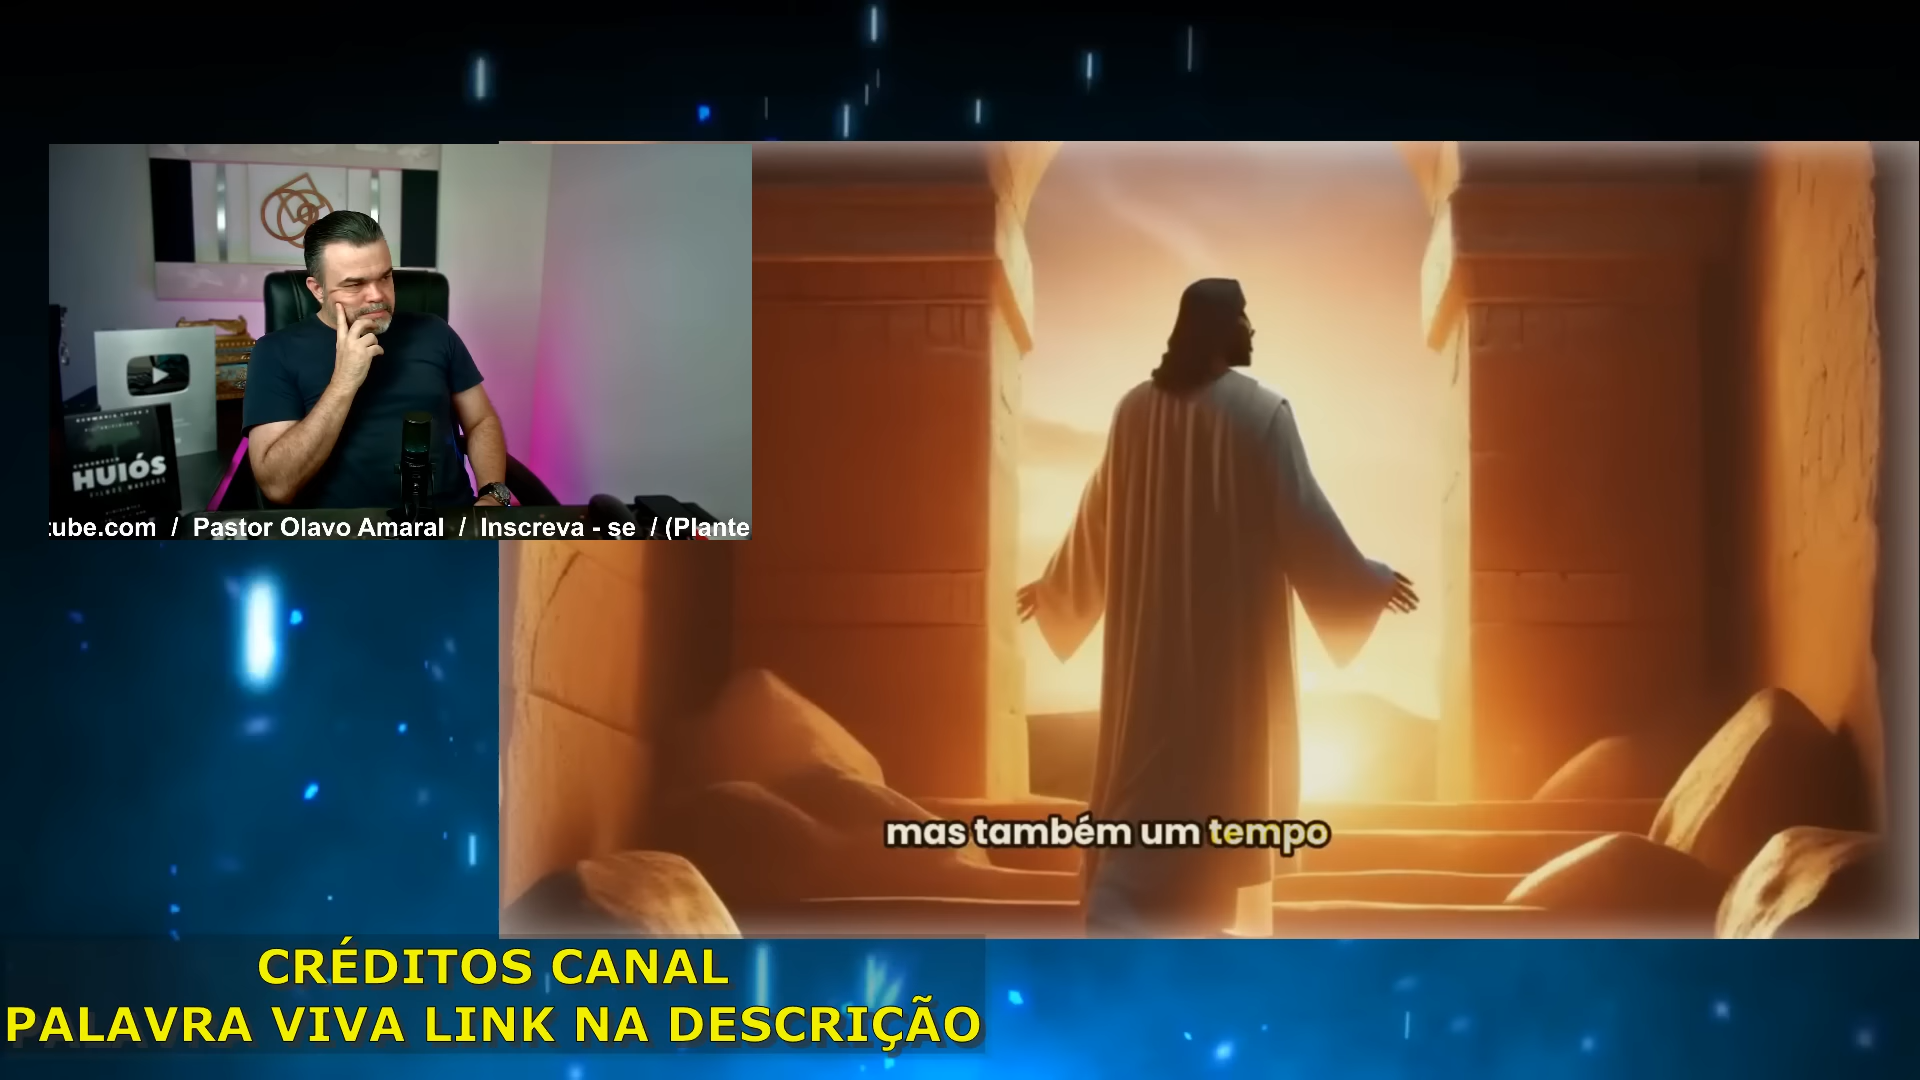 HUIÓS
tube.com / Pastor Olavo Amaral / Inscreva - se / (Plante
mas também um tempo
CRÉDITOS CANAL
PALAVRA VIVA LINK NA DESCRIÇÃO